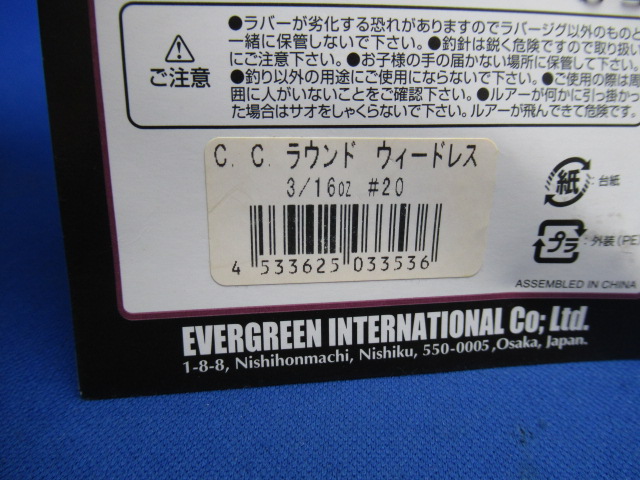 ●ラバーが劣化する恐れがありますのでラバージグ以外のものと
一緒に保管しないで下さい。●釣針は鋭く危険ですので取り扱い
にご注意下さい。●お子様の手の届かない場所に保管して下さい。
●釣り以外の用途にご使用にならないで下さい。●ご使用の際は周
囲に人がいないことをご確認下さい。●ルアーが何かに引っ掛かっ
た場合はサオをしゃくらないで下さい。ルアーが飛んできて危険です。
ご注意
C. C. ラウンド ウィードレス
3/16oz #20
4 533625 033536
紙 : 台紙
プラ : 外装(PE
ASSEMBLED IN CHINA
EVERGREEN INTERNATIONAL Co; Ltd.
1-8-8, Nishihonmachi, Nishiku, 550-0005 ,Osaka, Japan.